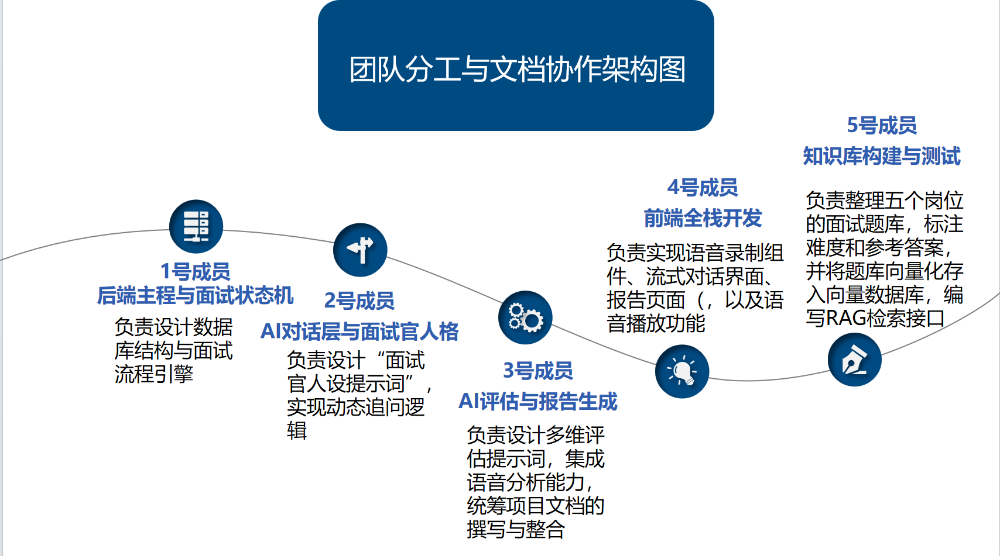 团队分工与文档协作架构图
1号成员
后端主程与面试状态机
负责设计数据
库结构与面试
流程引擎
2号成员
AI对话层与面试官人格
负责设计“面试
官人设提示词”，
实现动态追问逻
辑
3号成员
AI评估与报告生成
负责设计多维评
估提示词，集成
语音分析能力，
统筹项目文档的
撰写与整合
4号成员
前端全栈开发
负责实现语音录制组
件、流式对话界面、
报告页面（，以及语
音播放功能
5号成员
知识库构建与测试
负责整理五个岗位
的面试题库，标注
难度和参考答案，
并将题库向量化存
入向量数据库，编
写RAG检索接口